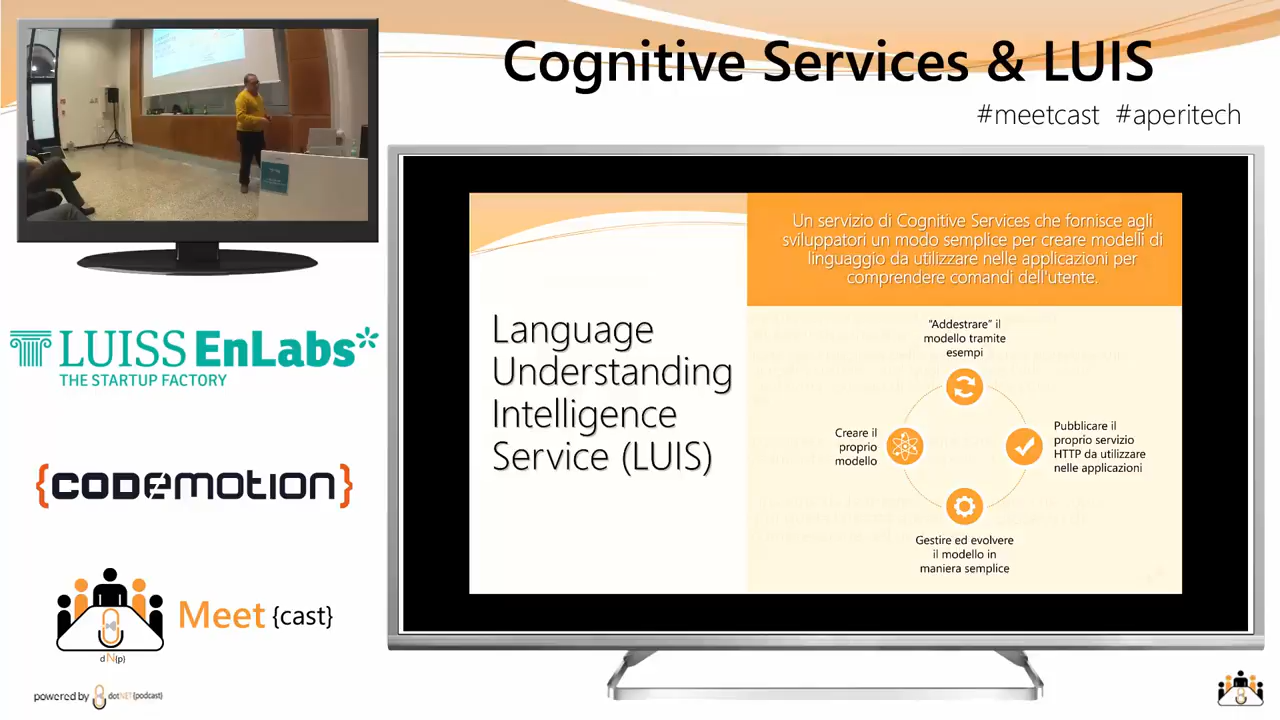 Cognitive Services & LUIS
#meetcast #aperitech
LUISS EnLabs*
THE STARTUP FACTORY
{CODEMOTION}
Meet {cast}
dN{p}
powered by dotNET{podcast}
Language
Understanding
Intelligence
Service (LUIS)
Un servizio di Cognitive Services che fornisce agli
sviluppatori un modo semplice per creare modelli di
linguaggio da utilizzare nelle applicazioni per
comprendere comandi dell'utente.
"Addestrare" il
modello tramite
esempi
Creare il
proprio
modello
Pubblicare il
proprio servizio
HTTP da utilizzare
nelle applicazioni
Gestire ed evolvere
il modello in
maniera semplice